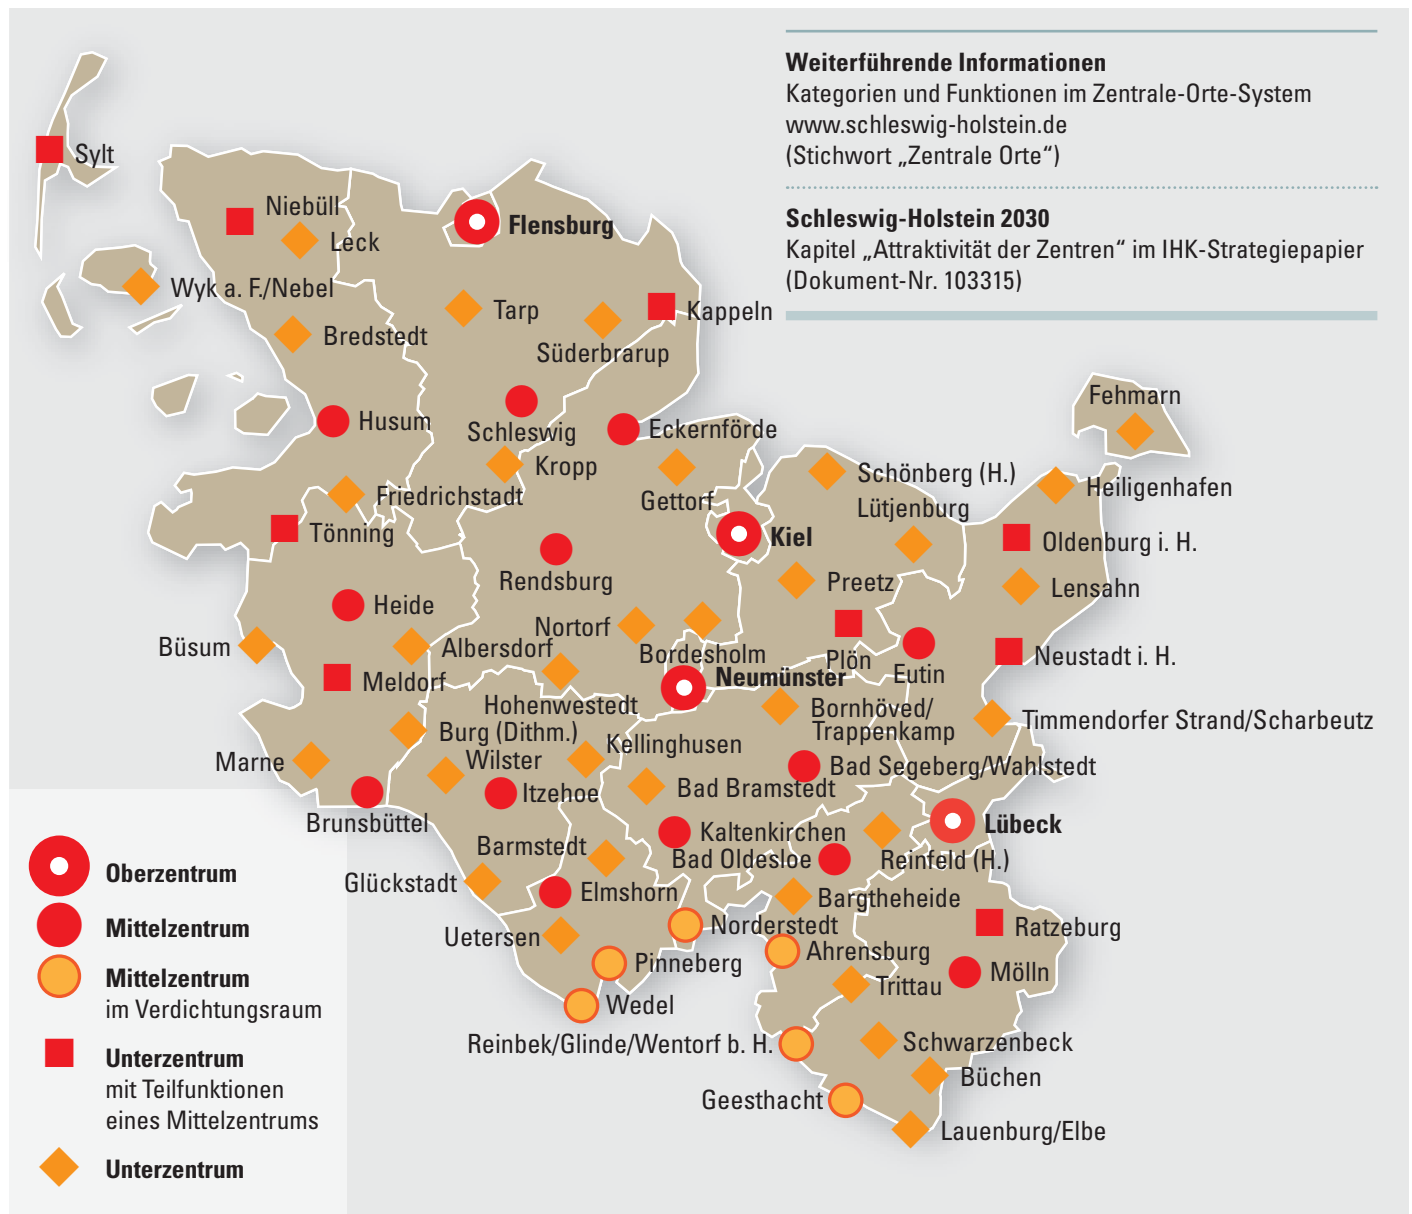 Weiterführende Informationen
Kategorien und Funktionen im Zentrale-Orte-System
www.schleswig-holstein.de
(Stichwort „Zentrale Orte“)
Schleswig-Holstein 2030
Kapitel „Attraktivität der Zentren“ im IHK-Strategiepapier
(Dokument-Nr. 103315)
Sylt
Niebüll
Leck
Flensburg
Wyk a. F./Nebel
Tarp
Kappeln
Bredstedt
Süderbrarup
Fehmarn
Husum
Schleswig
Eckernförde
Kropp
Schönberg (H.)
Heiligenhafen
Friedrichstadt
Gettorf
Lütjenburg
Tönning
Kiel
Oldenburg i. H.
Rendsburg
Preetz
Lensahn
Heide
Nortorf
Büsum
Albersdorf
Bordesholm
Plön
Neustadt i. H.
Eutin
Meldorf
Neumünster
Hohenwestedt
Bornhöved/
Trappenkamp
Timmendorfer Strand/Scharbeutz
Burg (Dithm.)
Kellinghusen
Marne
Wilster
Bad Segeberg/Wahlstedt
Itzehoe
Bad Bramstedt
Brunsbüttel
Kaltenkirchen
Lübeck
Barmstedt
Bad Oldesloe
Reinfeld (H.)
Glückstadt
Elmshorn
Bargtheheide
Norderstedt
Ratzeburg
Uetersen
Ahrensburg
Pinneberg
Mölln
Trittau
Wedel
Reinbek/Glinde/Wentorf b. H.
Schwarzenbeck
Büchen
Geesthacht
Lauenburg/Elbe
Oberzentrum
Mittelzentrum
Mittelzentrum
im Verdichtungsraum
Unterzentrum
mit Teilfunktionen
eines Mittelzentrums
Unterzentrum